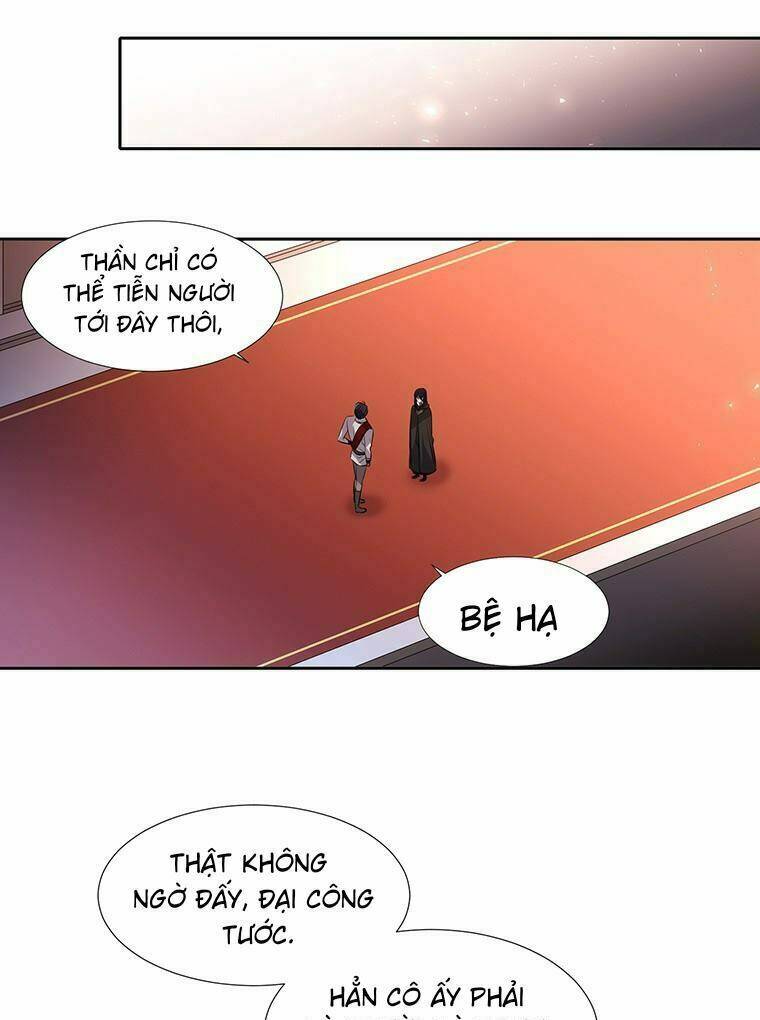 THẦN CHỈ CÓ
THỂ TIỄN NGƯỜI
TỚI ĐÂY THÔI,
BỆ HẠ
THẬT KHÔNG
NGỜ ĐẤY, ĐẠI CÔNG
TƯỚC.
HẲN CÔ ẤY PHẢI